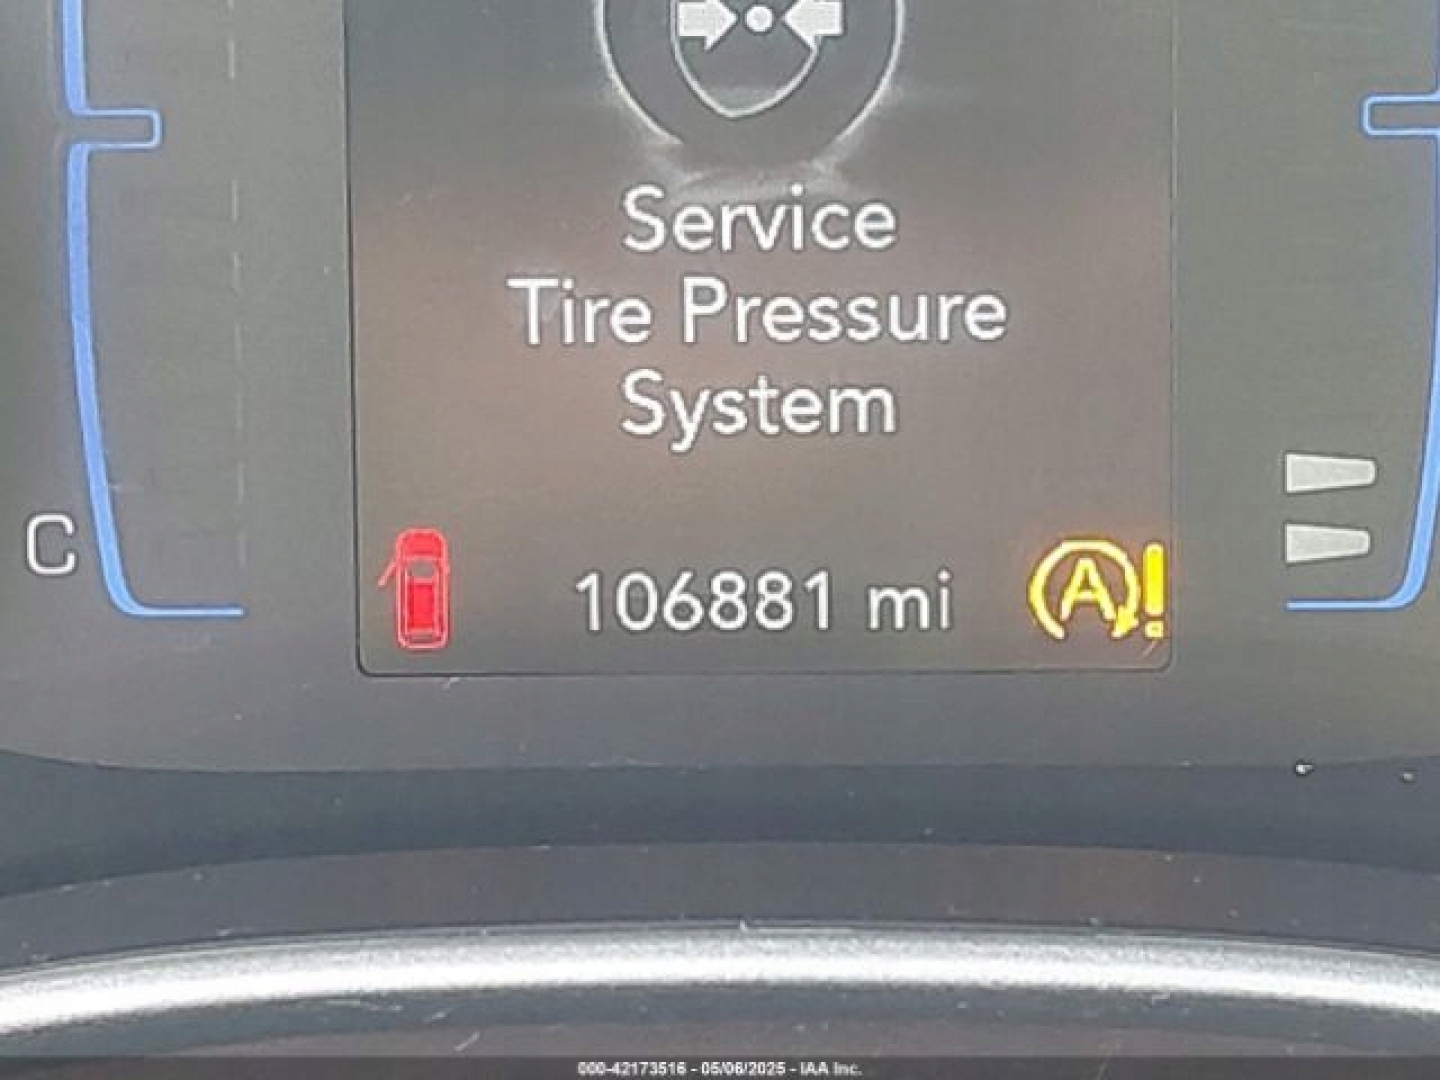 Service
Tire Pressure
System
C
106881 mi
A!
000-42173516 - 05/06/2025 - IAA Inc.